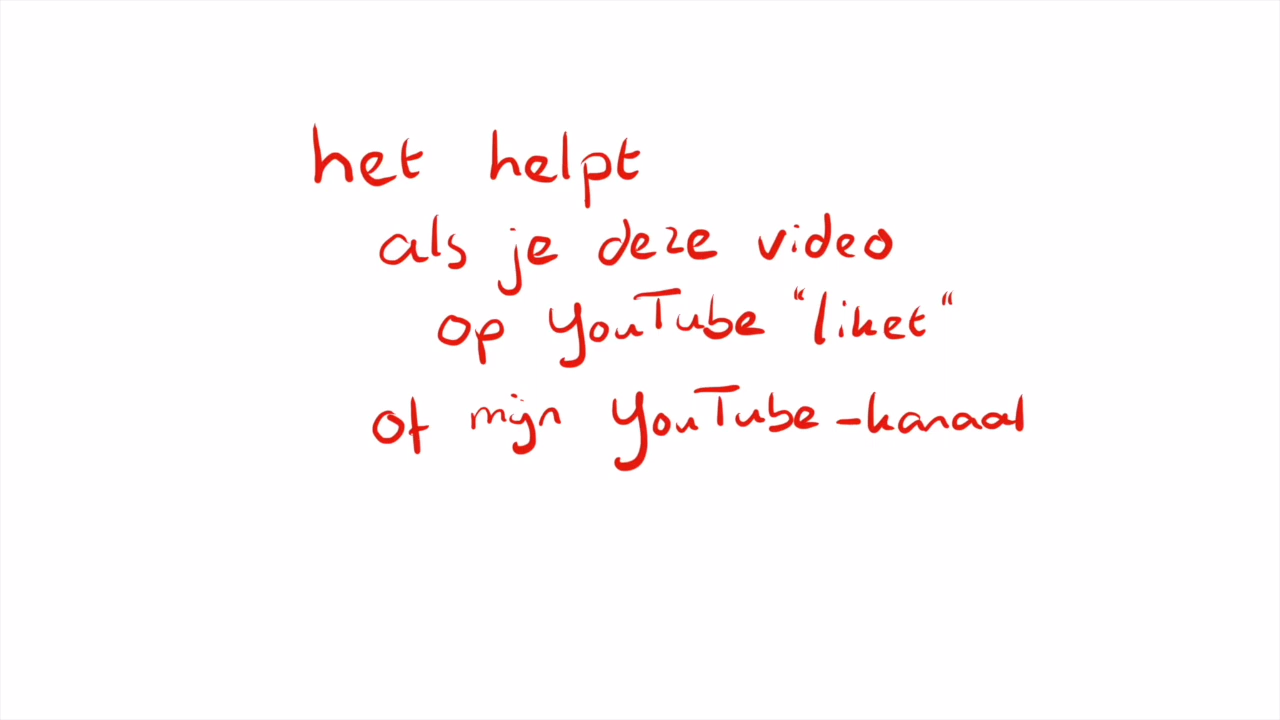 het helpt
als je deze video
op YouTube “liket“
of mijn YouTube-kanaal